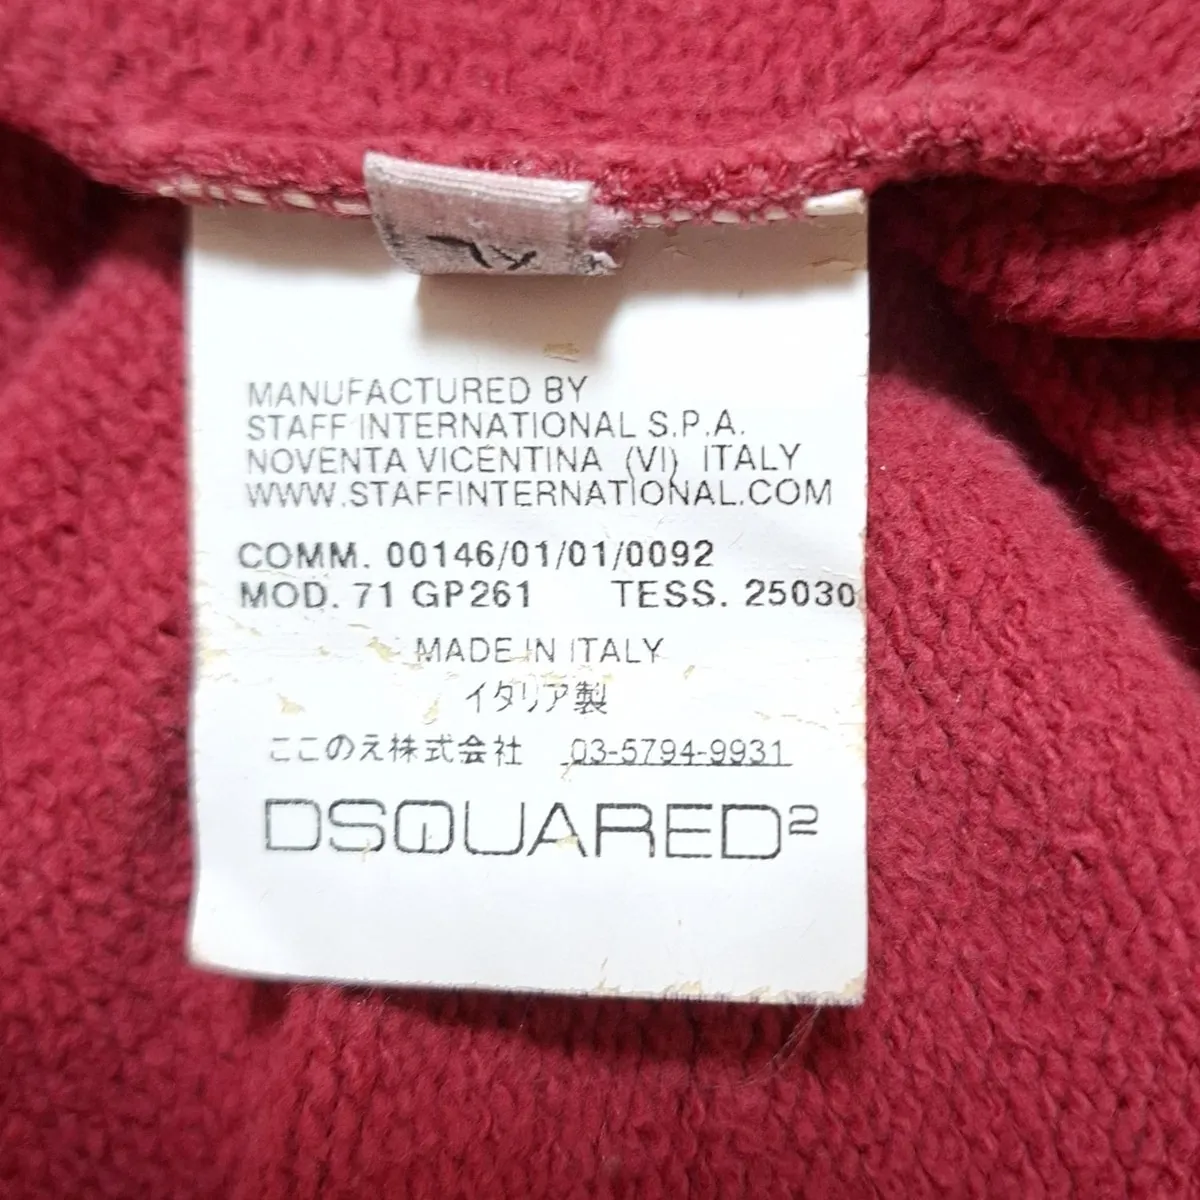 MANUFACTURED BY
STAFF INTERNATIONAL S.P.A.
NOVENTA VICENTINA (VI) ITALY
WWW.STAFFINTERNATIONAL.COM
COMM. 00146/01/01/0092
MOD. 71 GP261 TESS. 25030
MADE IN ITALY
イタリア製
ここのえ株式会社 03-5794-9931
DSQUARED²